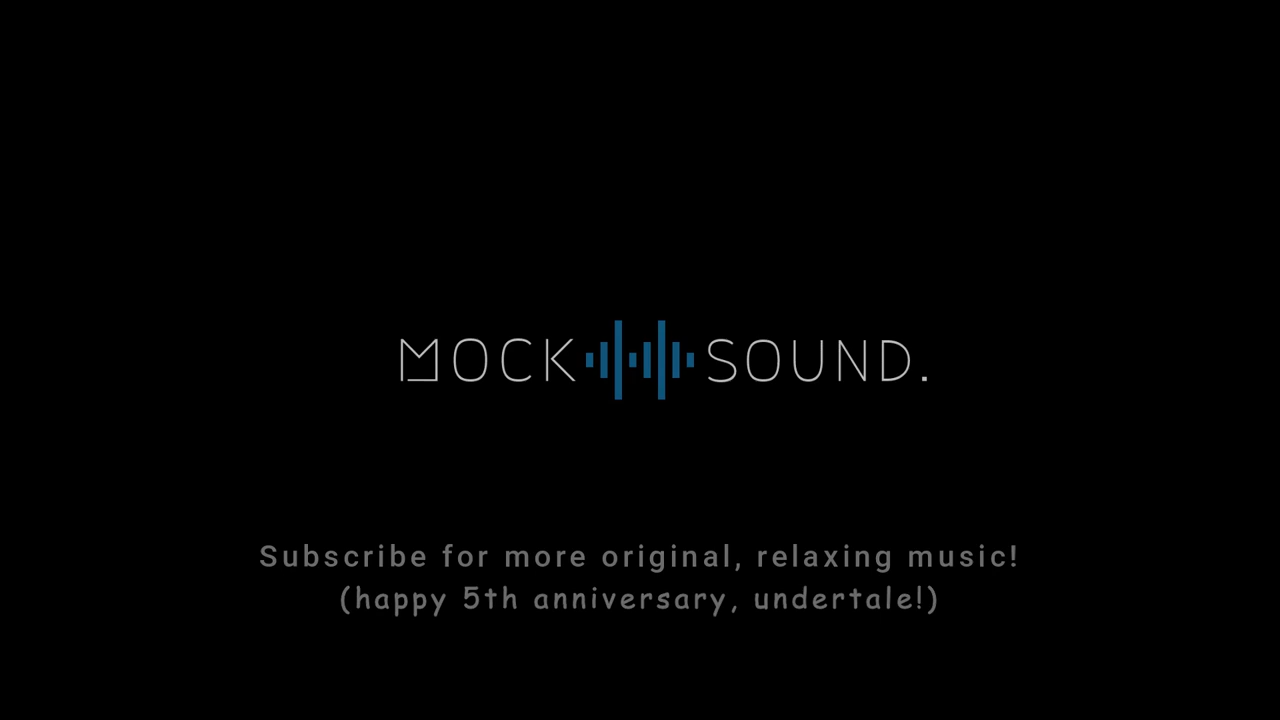 MOCK SOUND.
Subscribe for more original, relaxing music!
(happy 5th anniversary, undertale!)